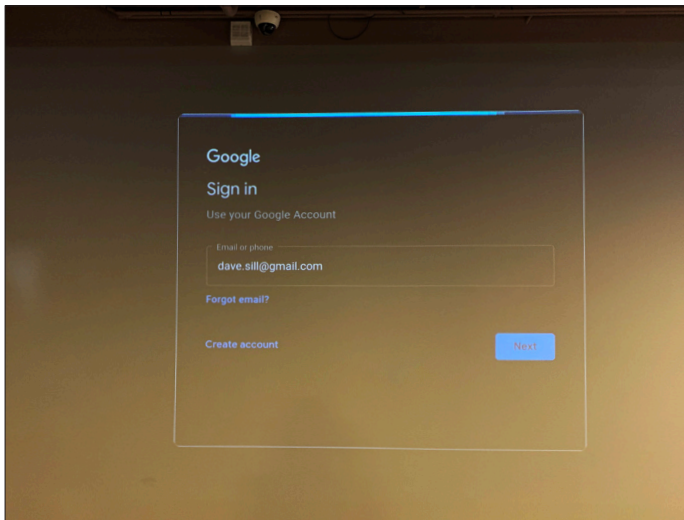 Google
Sign in
Use your Google Account
Email or phone
dave.sill@gmail.com
Forgot email?
Create account
Next